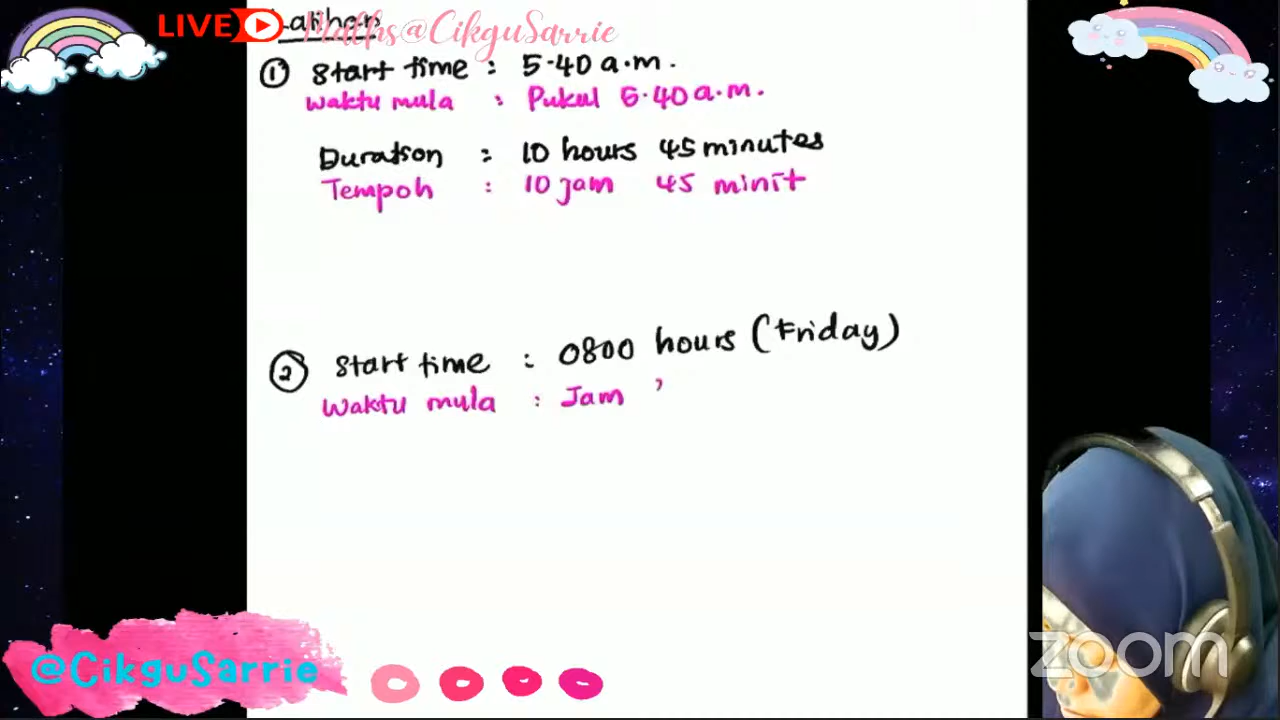 LIVE
Latihan
Maths@CikguSarrie
① Start time : 5.40 a.m.
Waktu mula : Pukul 5.40 a.m.
Duration : 10 hours 45 minutes
Tempoh : 10 jam 45 minit
② Start time : 0800 hours (Friday)
Waktu mula : Jam
@CikguSarrie
zoom